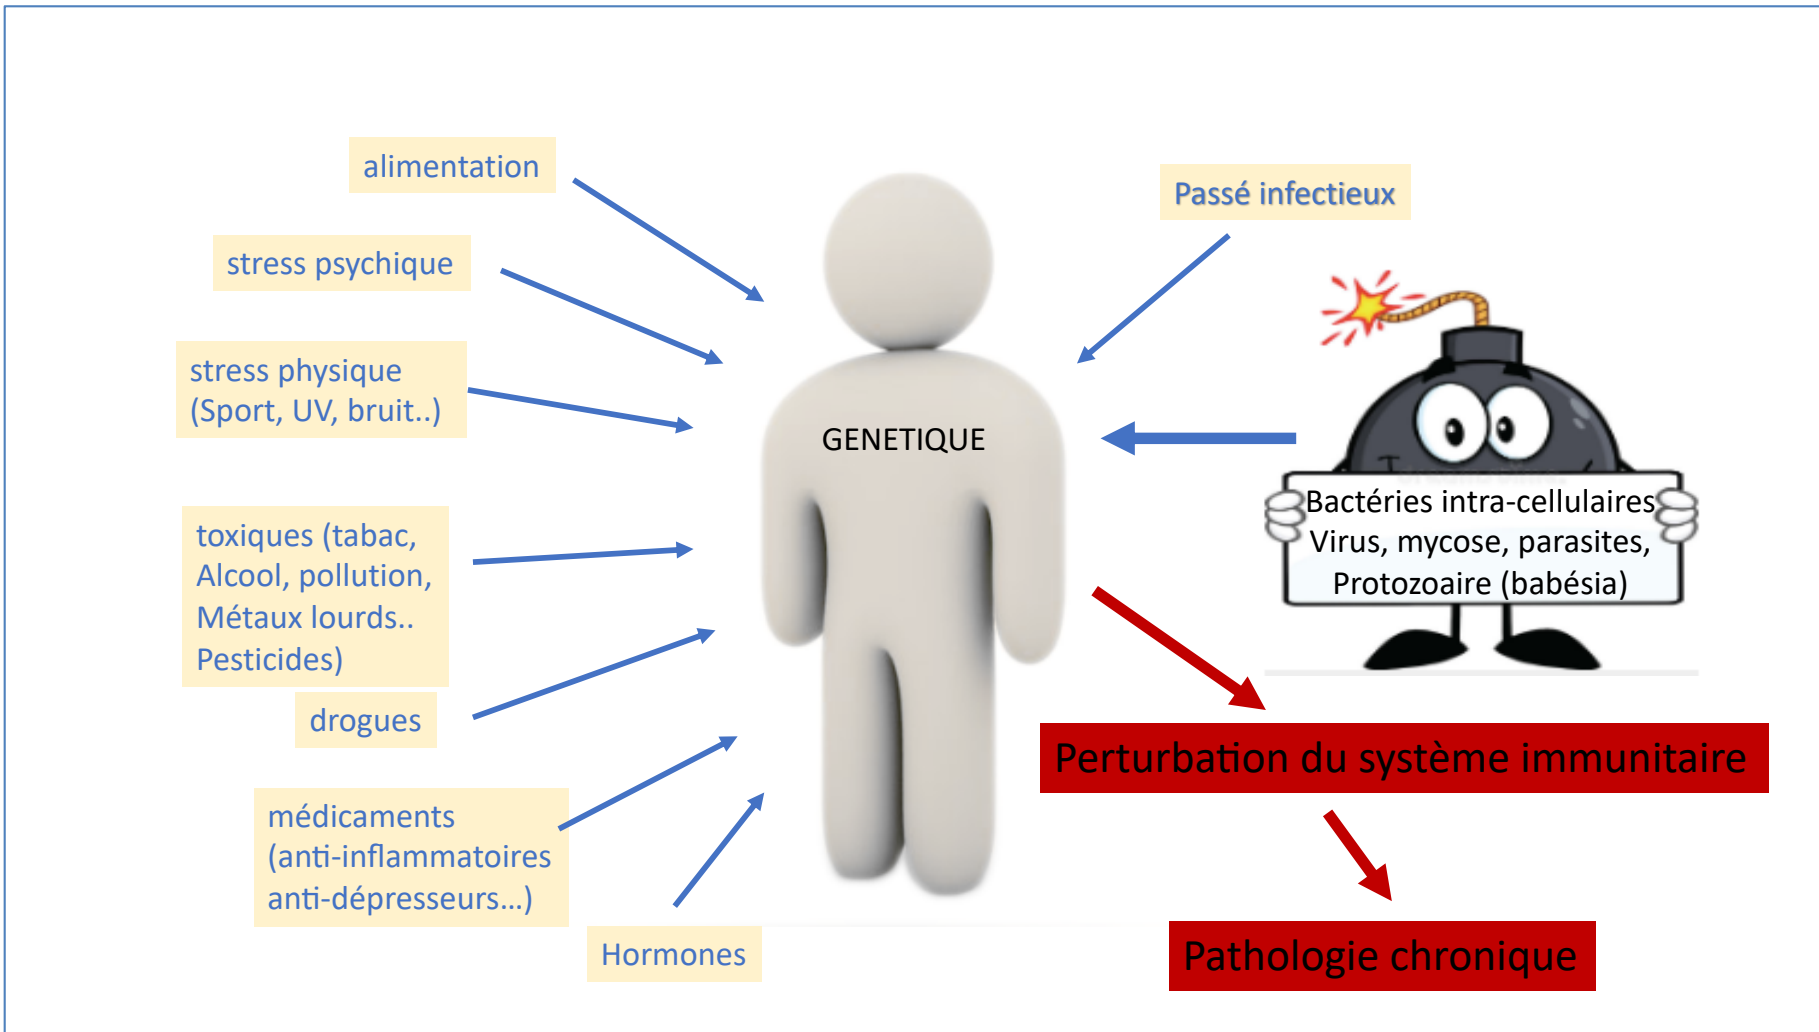 alimentation
Passé infectieux
stress psychique
stress physique
(Sport, UV, bruit..)
GENETIQUE
Bactéries intra-cellulaires
Virus, mycose, parasites,
Protozoaire (babésia)
toxiques (tabac,
Alcool, pollution,
Métaux lourds..
Pesticides)
drogues
Perturbation du système immunitaire
médicaments
(anti-inflammatoires
anti-dépresseurs...)
Hormones
Pathologie chronique